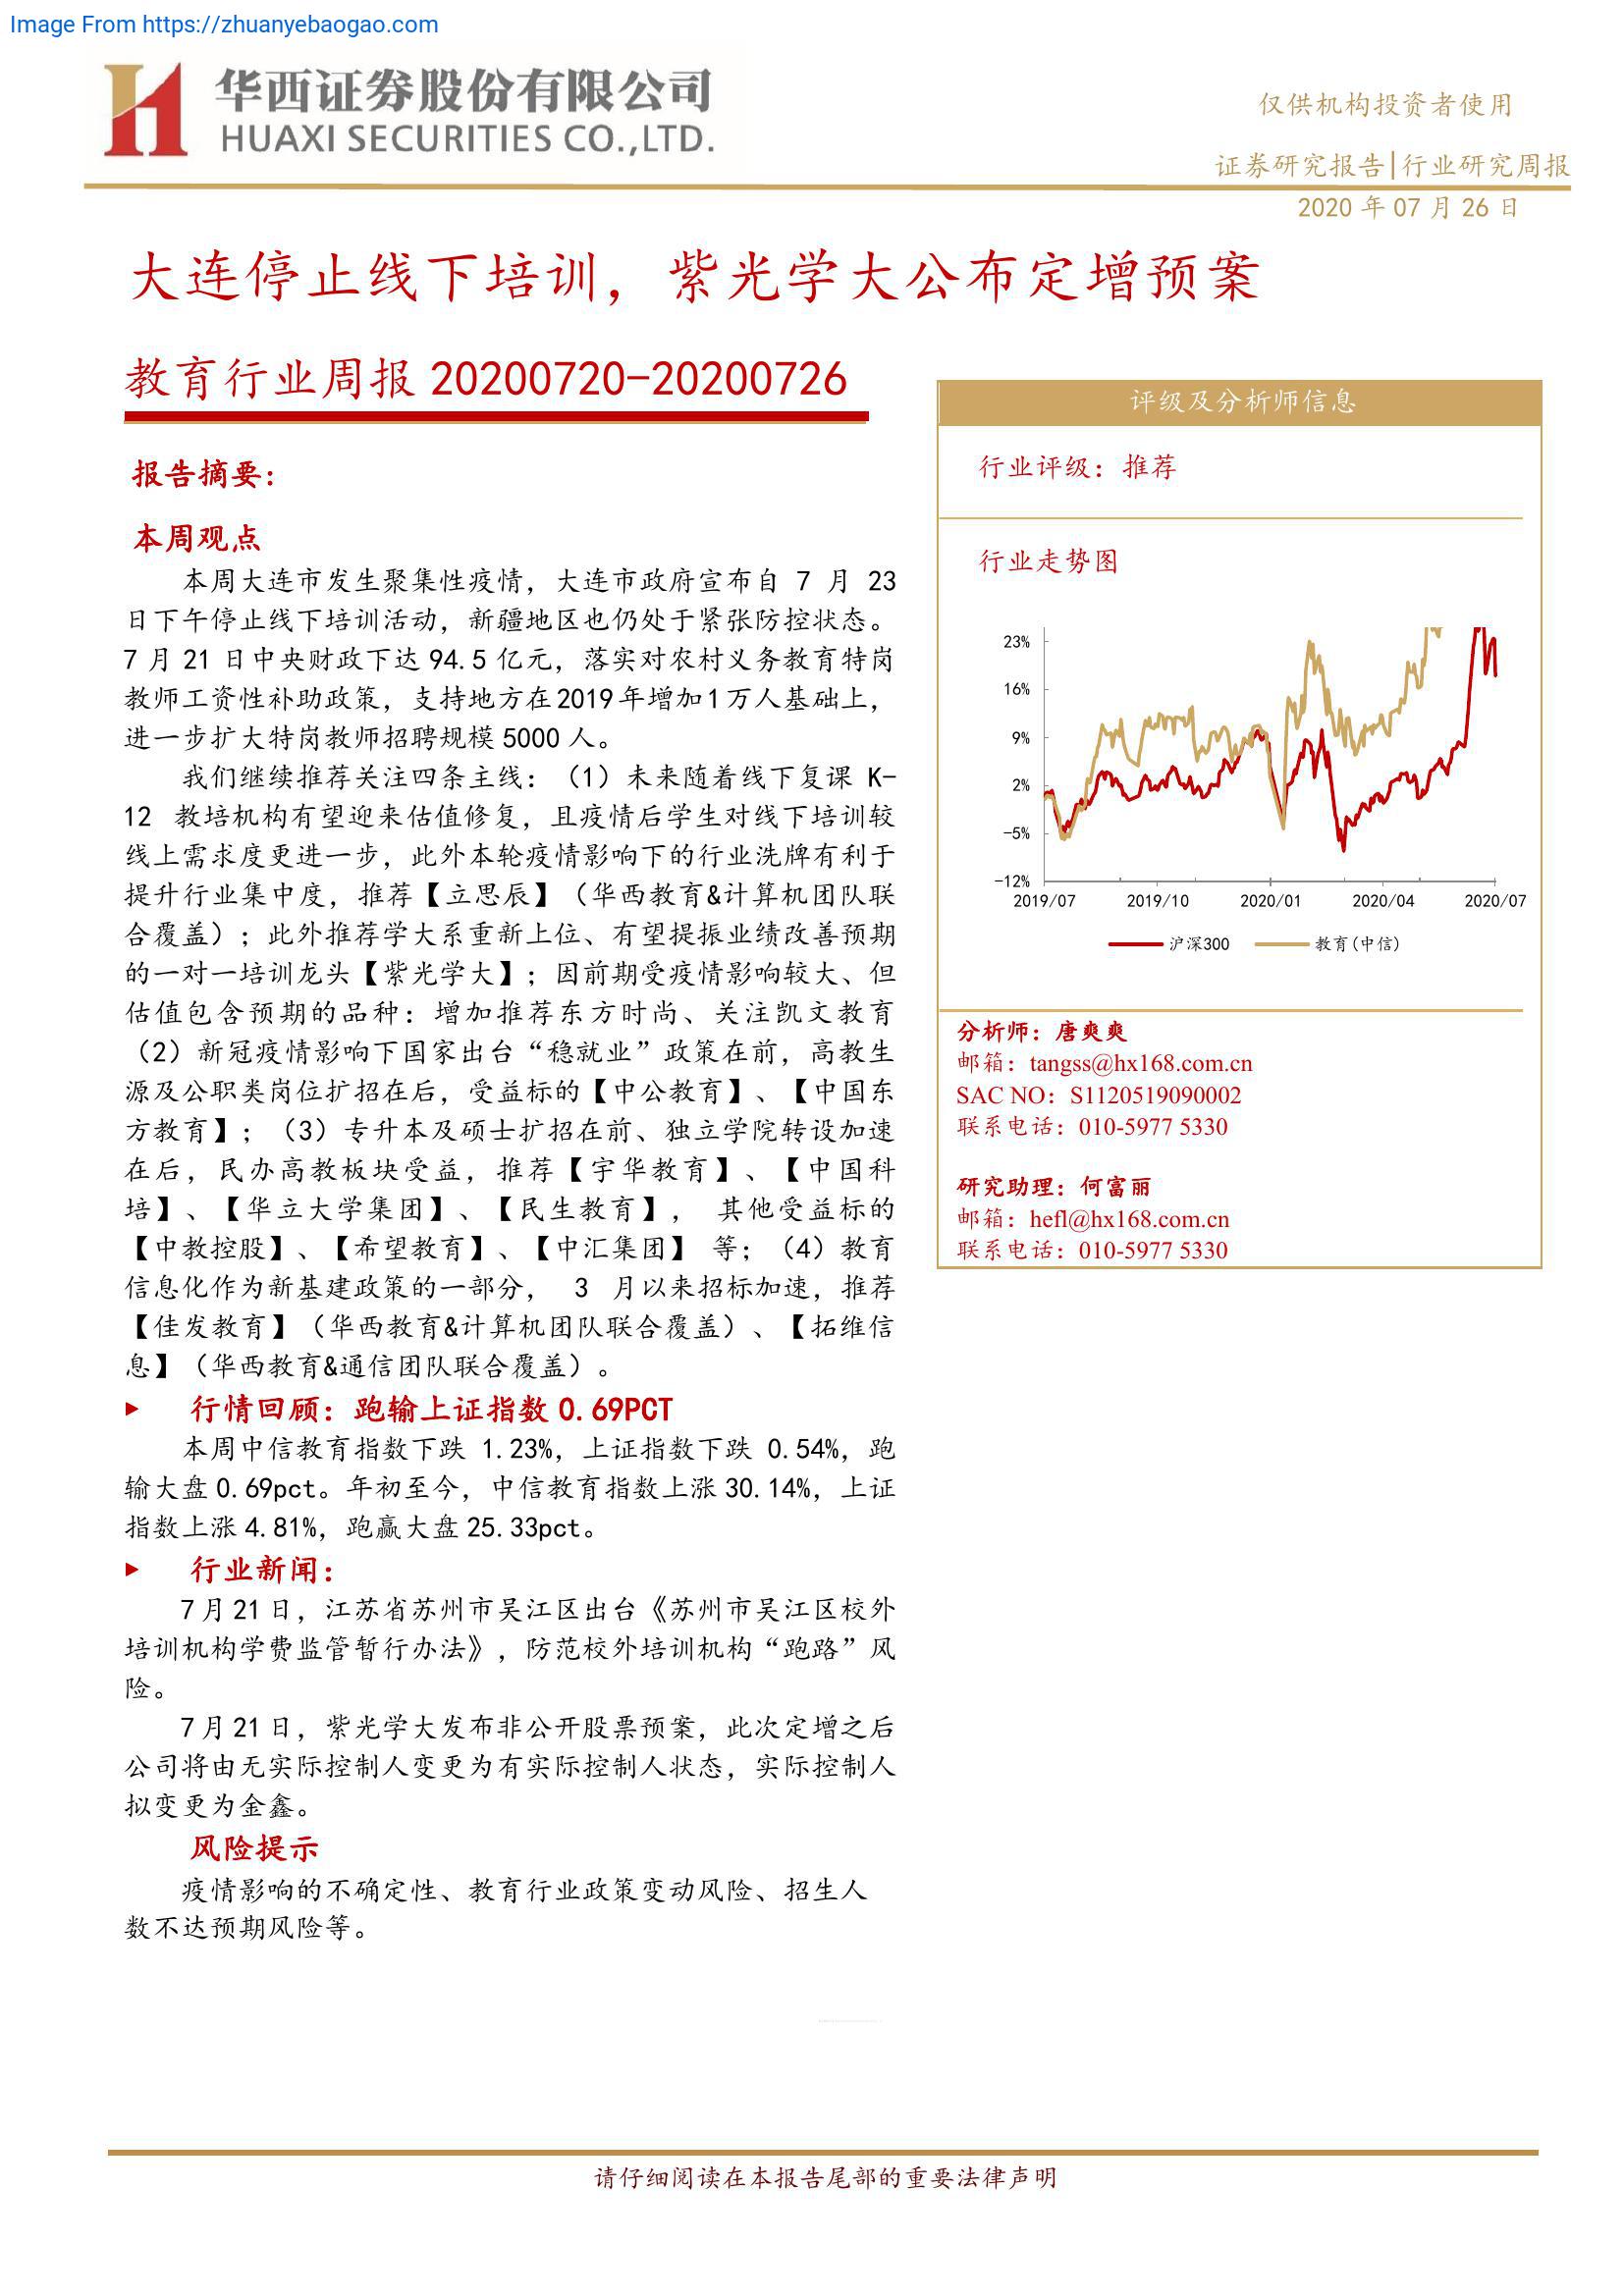 Image From https://zhuanyebaogao.com
华西证券股份有限公司
HUAXI SECURITIES CO.,LTD.
仅供机构投资者使用
证券研究报告|行业研究周报
2020 年 07 月 26 日
大连停止线下培训，紫光学大公布定增预案
教育行业周报 20200720-20200726
报告摘要：
本周观点
本周大连市发生聚集性疫情，大连市政府宣布自 7 月 23
日下午停止线下培训活动，新疆地区也仍处于紧张防控状态。
7 月 21 日中央财政下达 94.5 亿元，落实对农村义务教育特岗
教师工资性补助政策，支持地方在 2019 年增加 1 万人基础上，
进一步扩大特岗教师招聘规模 5000 人。
我们继续推荐关注四条主线：（1）未来随着线下复课 K-
12 教培机构有望迎来估值修复，且疫情后学生对线下培训较
线上需求度更进一步，此外本轮疫情影响下的行业洗牌有利于
提升行业集中度，推荐【立思辰】（华西教育&计算机团队联
合覆盖）；此外推荐学大系重新上位、有望提振业绩改善预期
的一对一培训龙头【紫光学大】；因前期受疫情影响较大、但
估值包含预期的品种：增加推荐东方时尚、关注凯文教育
（2）新冠疫情影响下国家出台“稳就业”政策在前，高教生
源及公职类岗位扩招在后，受益标的【中公教育】、【中国东
方教育】；（3）专升本及硕士扩招在前、独立学院转设加速
在后，民办高教板块受益，推荐【宇华教育】、【中国科
培】、【华立大学集团】、【民生教育】， 其他受益标的
【中教控股】、【希望教育】、【中汇集团】 等；（4）教育
信息化作为新基建政策的一部分， 3 月以来招标加速，推荐
【佳发教育】（华西教育&计算机团队联合覆盖）、【拓维信
息】（华西教育&通信团队联合覆盖）。
行情回顾：跑输上证指数 0.69PCT
本周中信教育指数下跌 1.23%，上证指数下跌 0.54%，跑
输大盘 0.69pct。年初至今，中信教育指数上涨 30.14%，上证
指数上涨 4.81%，跑赢大盘 25.33pct。
行业新闻：
7 月 21 日，江苏省苏州市吴江区出台《苏州市吴江区校外
培训机构学费监管暂行办法》，防范校外培训机构“跑路”风
险。
7 月 21 日，紫光学大发布非公开股票预案，此次定增之后
公司将由无实际控制人变更为有实际控制人状态，实际控制人
拟变更为金鑫。
风险提示
疫情影响的不确定性、教育行业政策变动风险、招生人
数不达预期风险等。
评级及分析师信息
行业评级：推荐
行业走势图
23%
16%
9%
2%
-5%
-12%
2019/07 2019/10 2020/01 2020/04 2020/07
沪深300 教育(中信)
分析师：唐爽爽
邮箱：tangss@hx168.com.cn
SAC NO：S1120519090002
联系电话：010-5977 5330
研究助理：何富丽
邮箱：hefl@hx168.com.cn
联系电话：010-5977 5330
请仔细阅读在本报告尾部的重要法律声明